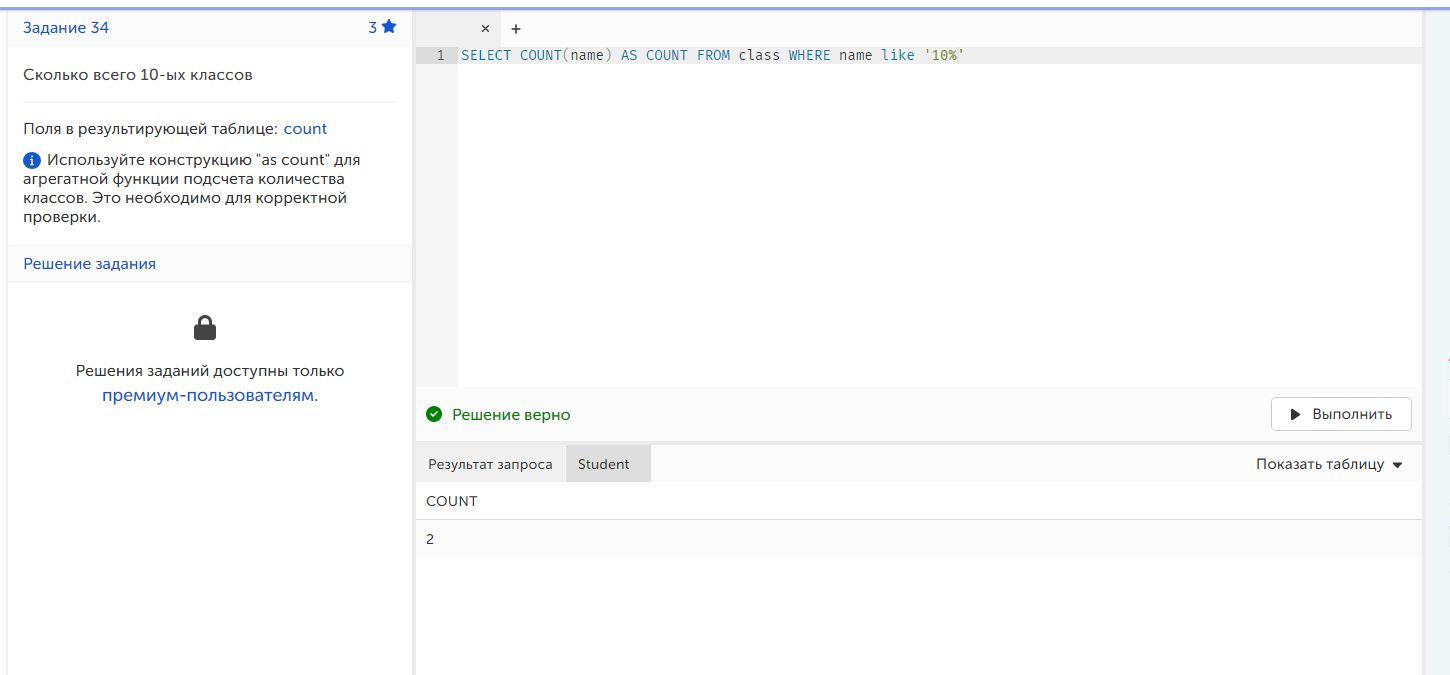 Задание 34
3
Сколько всего 10-ых классов
Поля в результирующей таблице: count
Используйте конструкцию "as count" для
агрегатной функции подсчета количества
классов. Это необходимо для корректной
проверки.
Решение задания
Решения заданий доступны только
премиум-пользователям.
× +
1 SELECT COUNT(name) AS COUNT FROM class WHERE name like '10%'
Решение верно
Выполнить
Результат запроса Student Показать таблицу
COUNT
2